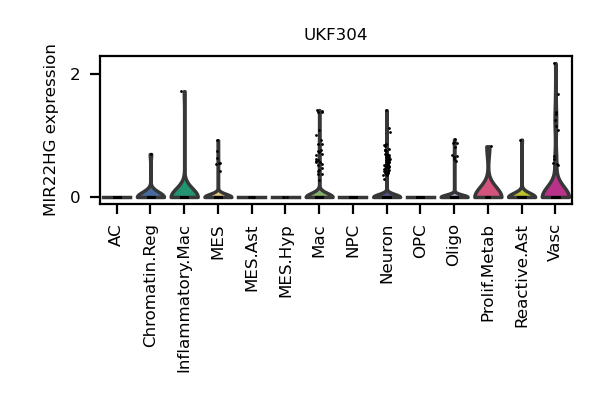 UKF304
MIR22HG expression
2
0
AC
Chromatin.Reg
Inflammatory.Mac
MES
MES.Ast
MES.Hyp
Mac
NPC
Neuron
OPC
Oligo
Prolif.Metab
Reactive.Ast
Vasc